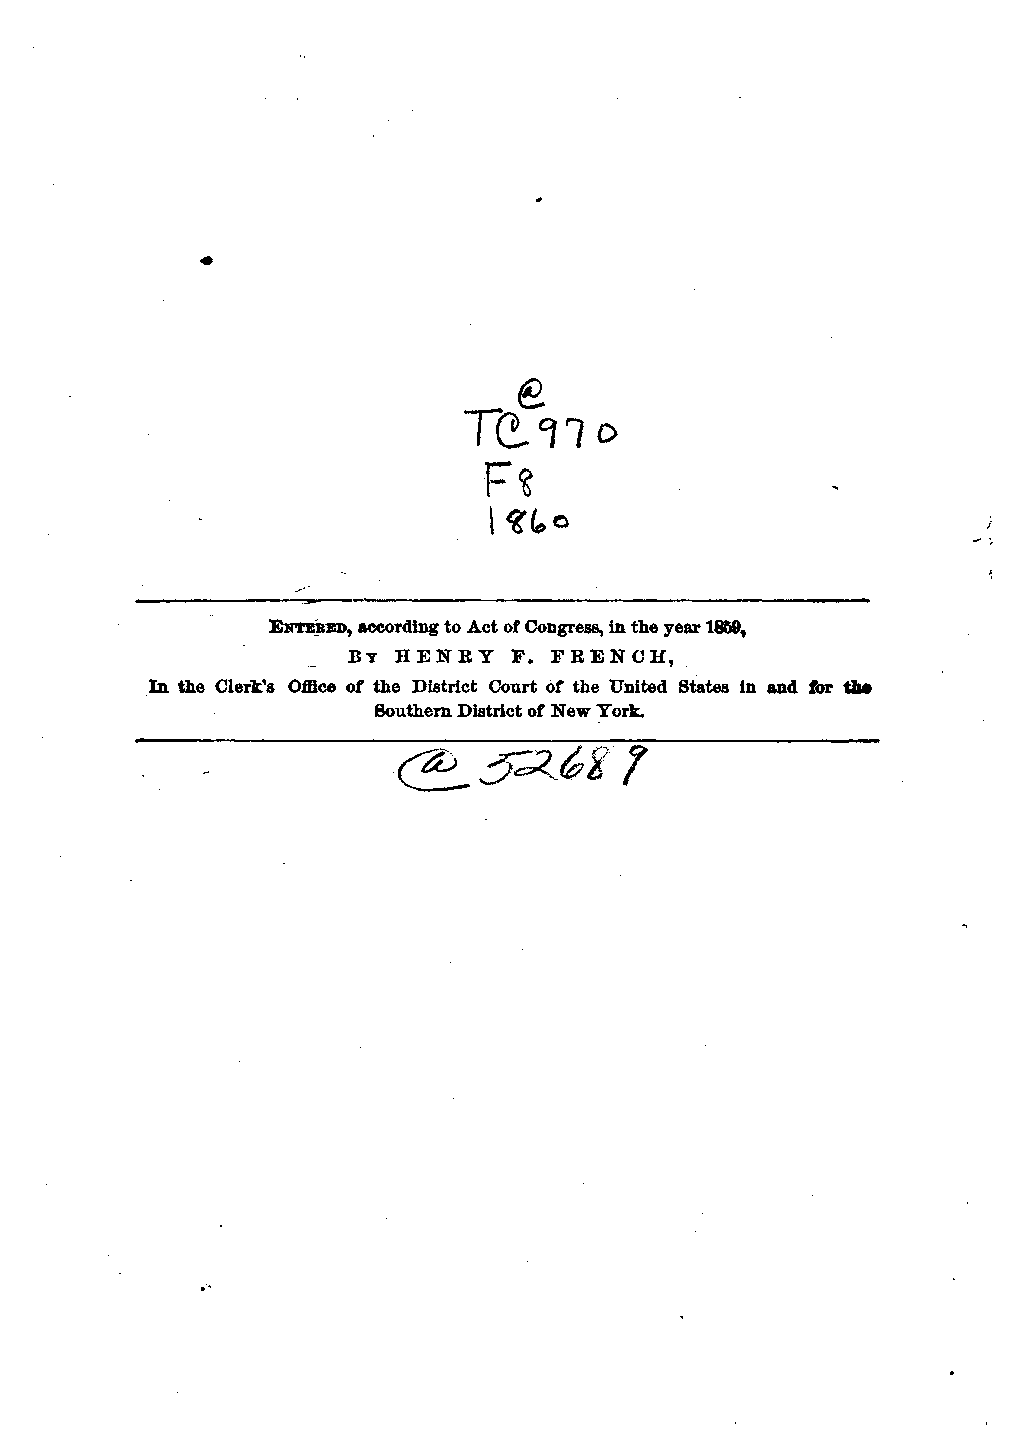 @
TC970
F8
1860
ENTERED, according to Act of Congress, in the year 1859,
BY HENRY F. FRENCH,
In the Clerk's Office of the District Court of the United States in and for the
Southern District of New York.
@ 52689